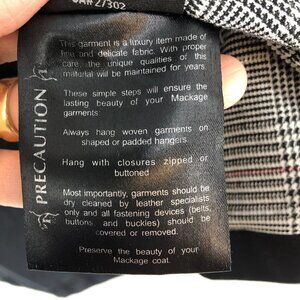 CA# 27302
PRECAUTION
This garment is a luxury item made of
fine and delicate fabric. With proper
care the unique qualities of this
material will be maintained for years.
These simple steps will ensure the
lasting beauty of your Mackage
garments.
Always hang woven garments on
shaped or padded hangers.
Hang with closures zipped or
buttoned
Most importantly, garments should be
dry cleaned by leather specialists
only and all fastening devices (belts,
buttons, and buckles) should be
covered or removed.
Preserve the beauty of your
Mackage coat.